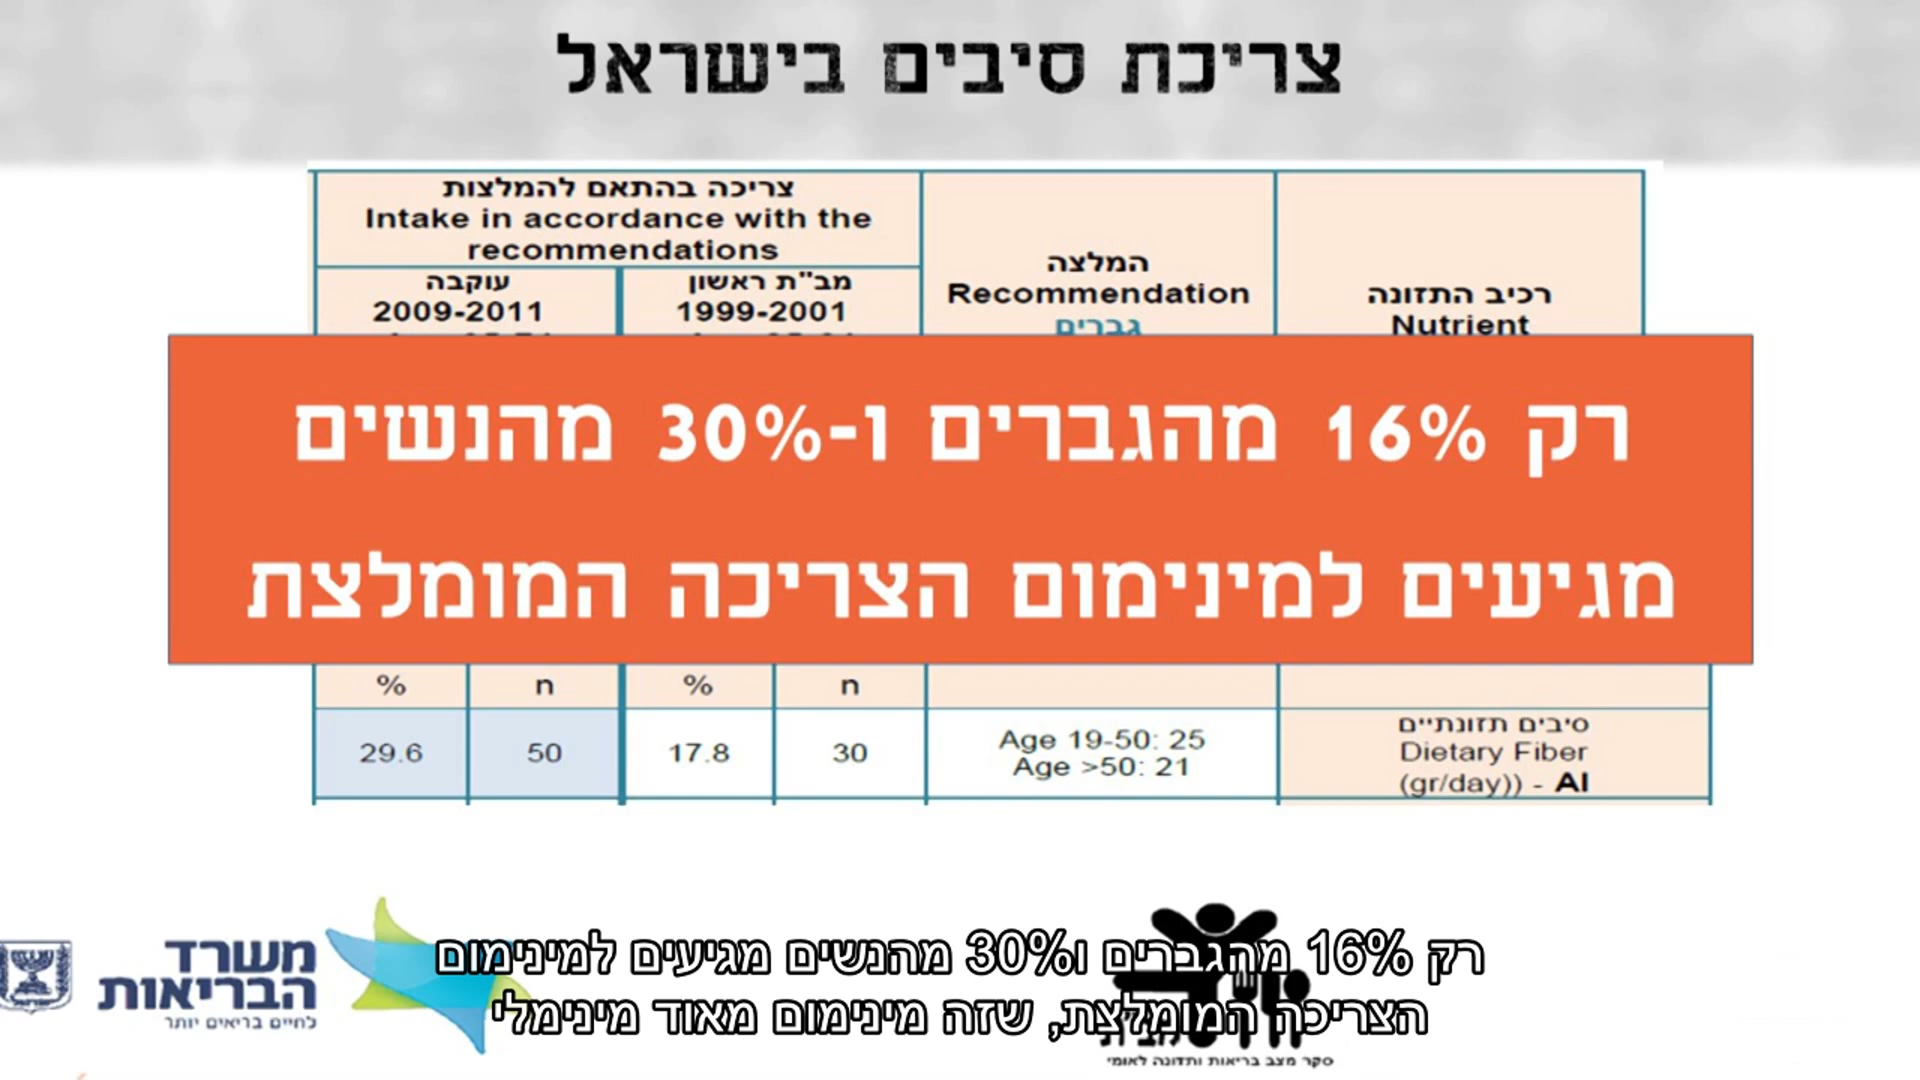 צריכת סיבים בישראל
צריכה בהתאם להמלצות
Intake in accordance with the
recommendations
עוקבה
2009-2011
מב"ת ראשון
1999-2001
המלצה
Recommendation
גברים
רכיב התזונה
Nutrient
רק 16% מהגברים ו-30% מהנשים
מגיעים למינימום הצריכה המומלצת
% n % n
29.6 50 17.8 30
Age 19-50: 25
Age >50: 21
סיבים תזונתיים
Dietary Fiber
(gr/day)) - AI
משרד
הבריאות
לחיים בריאים יותר
רק 16% מהגברים ו30% מהנשים מגיעים למינימום
הצריכה המומלצת, שזה מינימום מאוד מינימלי
סקר מצב בריאות ותזונה לאומי